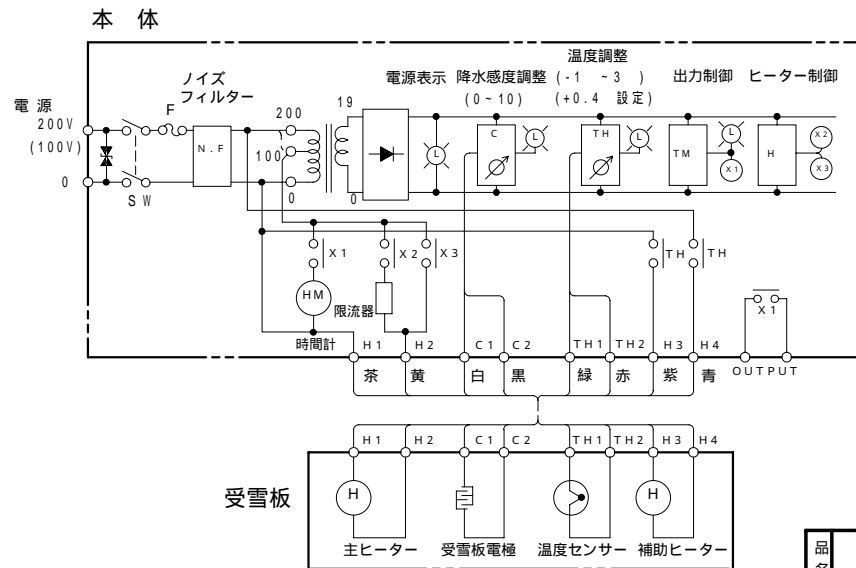 本 体
電 源
200V
(100V)
0
SW
F
ノイズ
フィルター
N.F
200
100
0
19
0
電源表示
L
降水感度調整
(0~10)
C
L
温度調整
(-1 ~3 )
(+0.4 設定)
TH
L
出力制御
TM
L
X1
ヒーター制御
H
X2
X3
X1
X2
X3
TH
TH
HM
限流器
時間計
X1
OUTPUT
H1
H2
C1
C2
TH1
TH2
H3
H4
茶
黄
白
黒
緑
赤
紫
青
H1
H2
C1
C2
TH1
TH2
H3
H4
受雪板
H
H
主ヒーター
受雪板電極
温度センサー
補助ヒーター
品